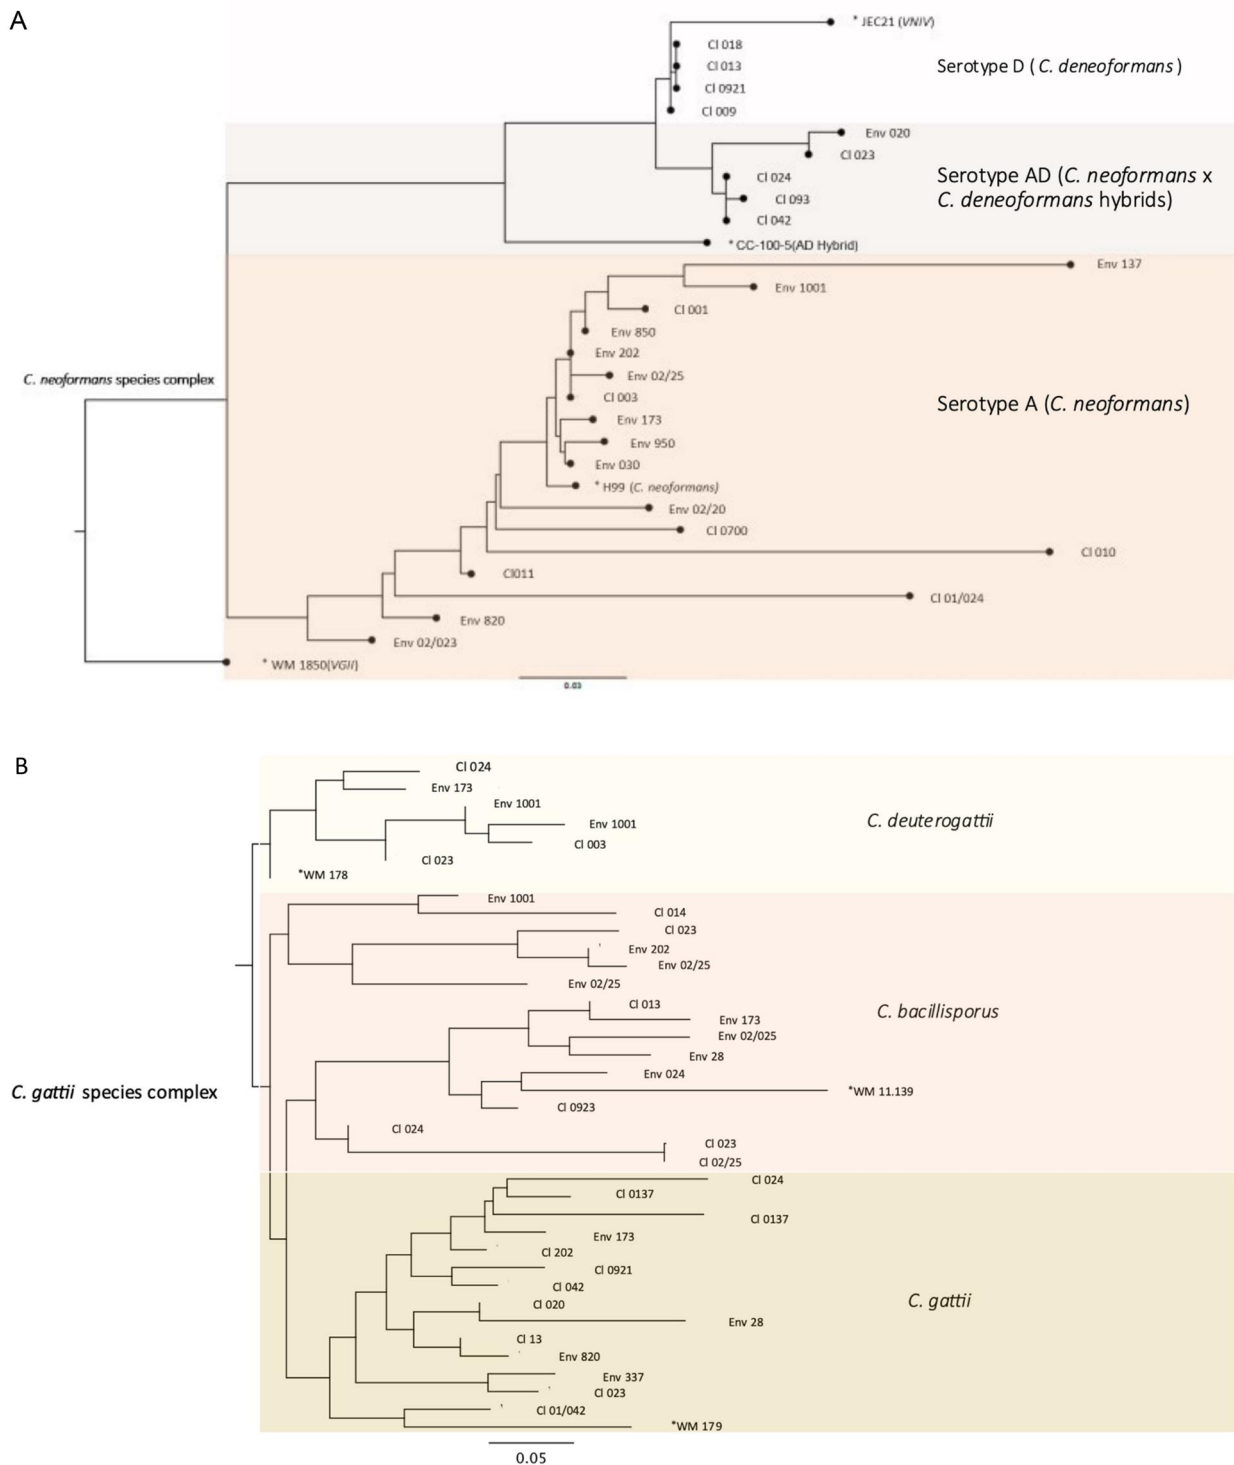 A
* JEC21 (VNIV)
Cl 018
Cl 013
Serotype D ( C. deneoformans )
Cl 0921
Cl 009
Env 020
Cl 023
Cl 024
Serotype AD (C. neoformans x
C. deneoformans hybrids)
Cl 093
Cl 042
* CC-100-5(AD Hybrid)
Env 137
Env 1001
Cl 001
Env 850
Env 202
Env 02/25
C. neoformans species complex
Cl 003
Serotype A (C. neoformans)
Env 173
Env 950
Env 030
* H99 (C. neoformans)
Env 02/20
Cl 0700
Cl 010
Cl011
Cl 01/024
Env 820
Env 02/023
* WM 1850(VGII)
0.03
B
Cl 024
Env 173
Env 1001
Env 1001
C. deuterogattii
Cl 003
Cl 023
*WM 178
Env 1001
Cl 014
Cl 023
Env 202
Env 02/25
Env 02/25
Cl 013
C. bacillisporus
Env 173
Env 02/025
Env 28
Env 024
*WM 11.139
C. gattii species complex
Cl 0923
Cl 024
Cl 023
Cl 02/25
Cl 024
Cl 0137
Cl 0137
Env 173
Cl 202
Cl 0921
Cl 042
C. gattii
Cl 020
Env 28
Cl 13
Env 820
Env 337
Cl 023
Cl 01/042
*WM 179
0.05